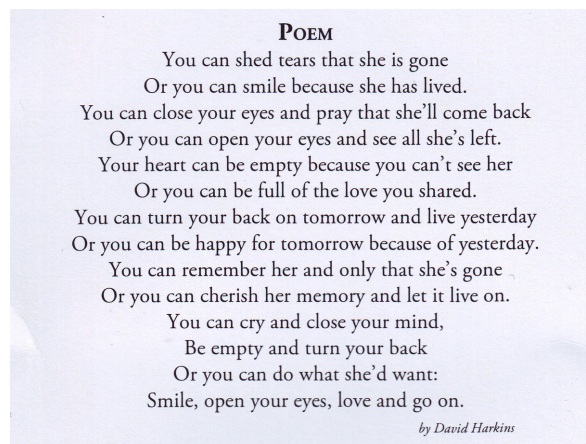 POEM
You can shed tears that she is gone
Or you can smile because she has lived.
You can close your eyes and pray that she'll come back
Or you can open your eyes and see all she's left.
Your heart can be empty because you can't see her
Or you can be full of the love you shared.
You can turn your back on tomorrow and live yesterday
Or you can be happy for tomorrow because of yesterday.
You can remember her and only that she's gone
Or you can cherish her memory and let it live on.
You can cry and close your mind,
Be empty and turn your back
Or you can do what she'd want:
Smile, open your eyes, love and go on.
by David Harkins